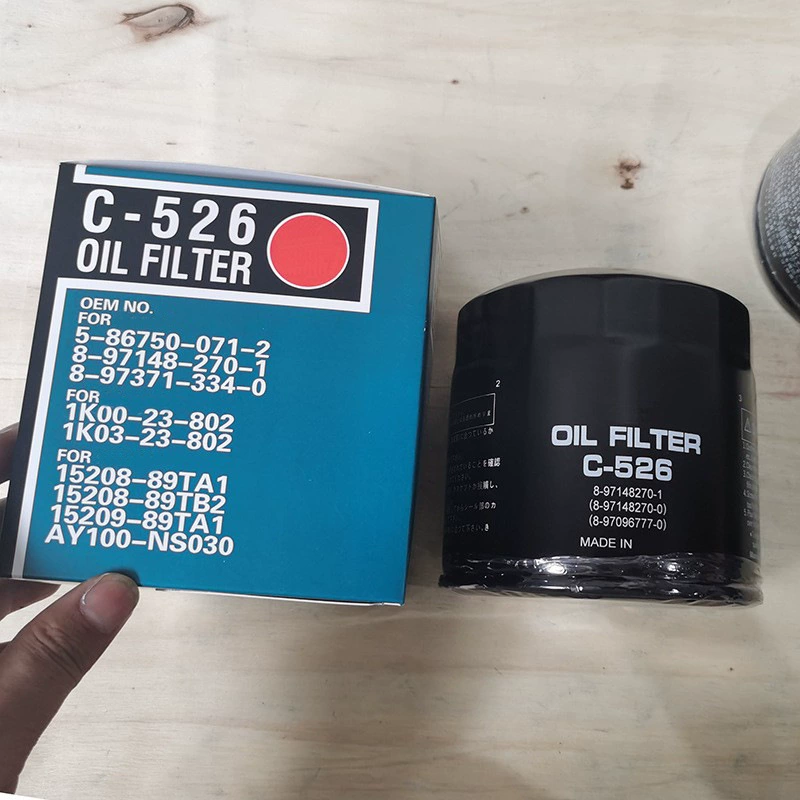 C-526
OIL FILTER
OEM NO.
FOR
5-86750-071-2
8-97148-270-1
8-97371-334-0
FOR
1K00-23-802
1K03-23-802
FOR
15208-89TA1
15208-89TB2
15209-89TA1
AY100-NS030
2
OIL FILTER
C-526
8-97148270-1
(8-97148270-0)
(8-97096777-0)
MADE IN
3